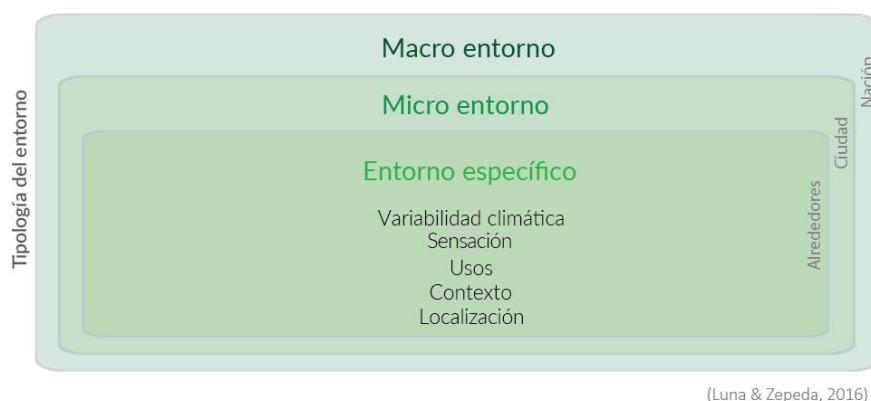 Macro entorno
Micro entorno
Entorno específico
Variabilidad climática
Sensación
Usos
Contexto
Localización
Tipología del entorno
Alrededores
Ciudad
Nación
(Luna & Zepeda, 2016)